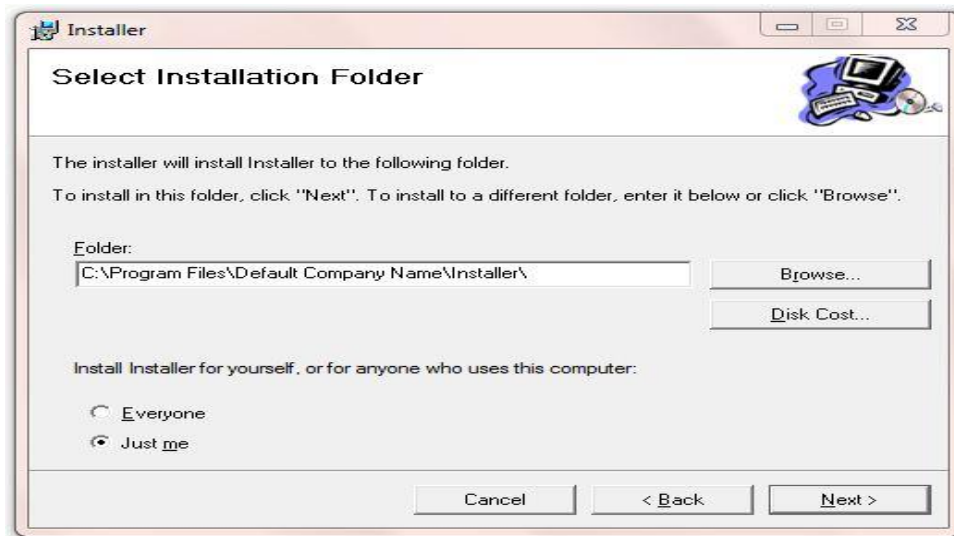 Installer
Select Installation Folder
The installer will install Installer to the following folder.
To install in this folder, click "Next". To install to a different folder, enter it below or click "Browse".
Folder:
C:\Program Files\Default Company Name\Installer\
Browse...
Disk Cost...
Install Installer for yourself, or for anyone who uses this computer:
Everyone
Just me
Cancel
< Back
Next >